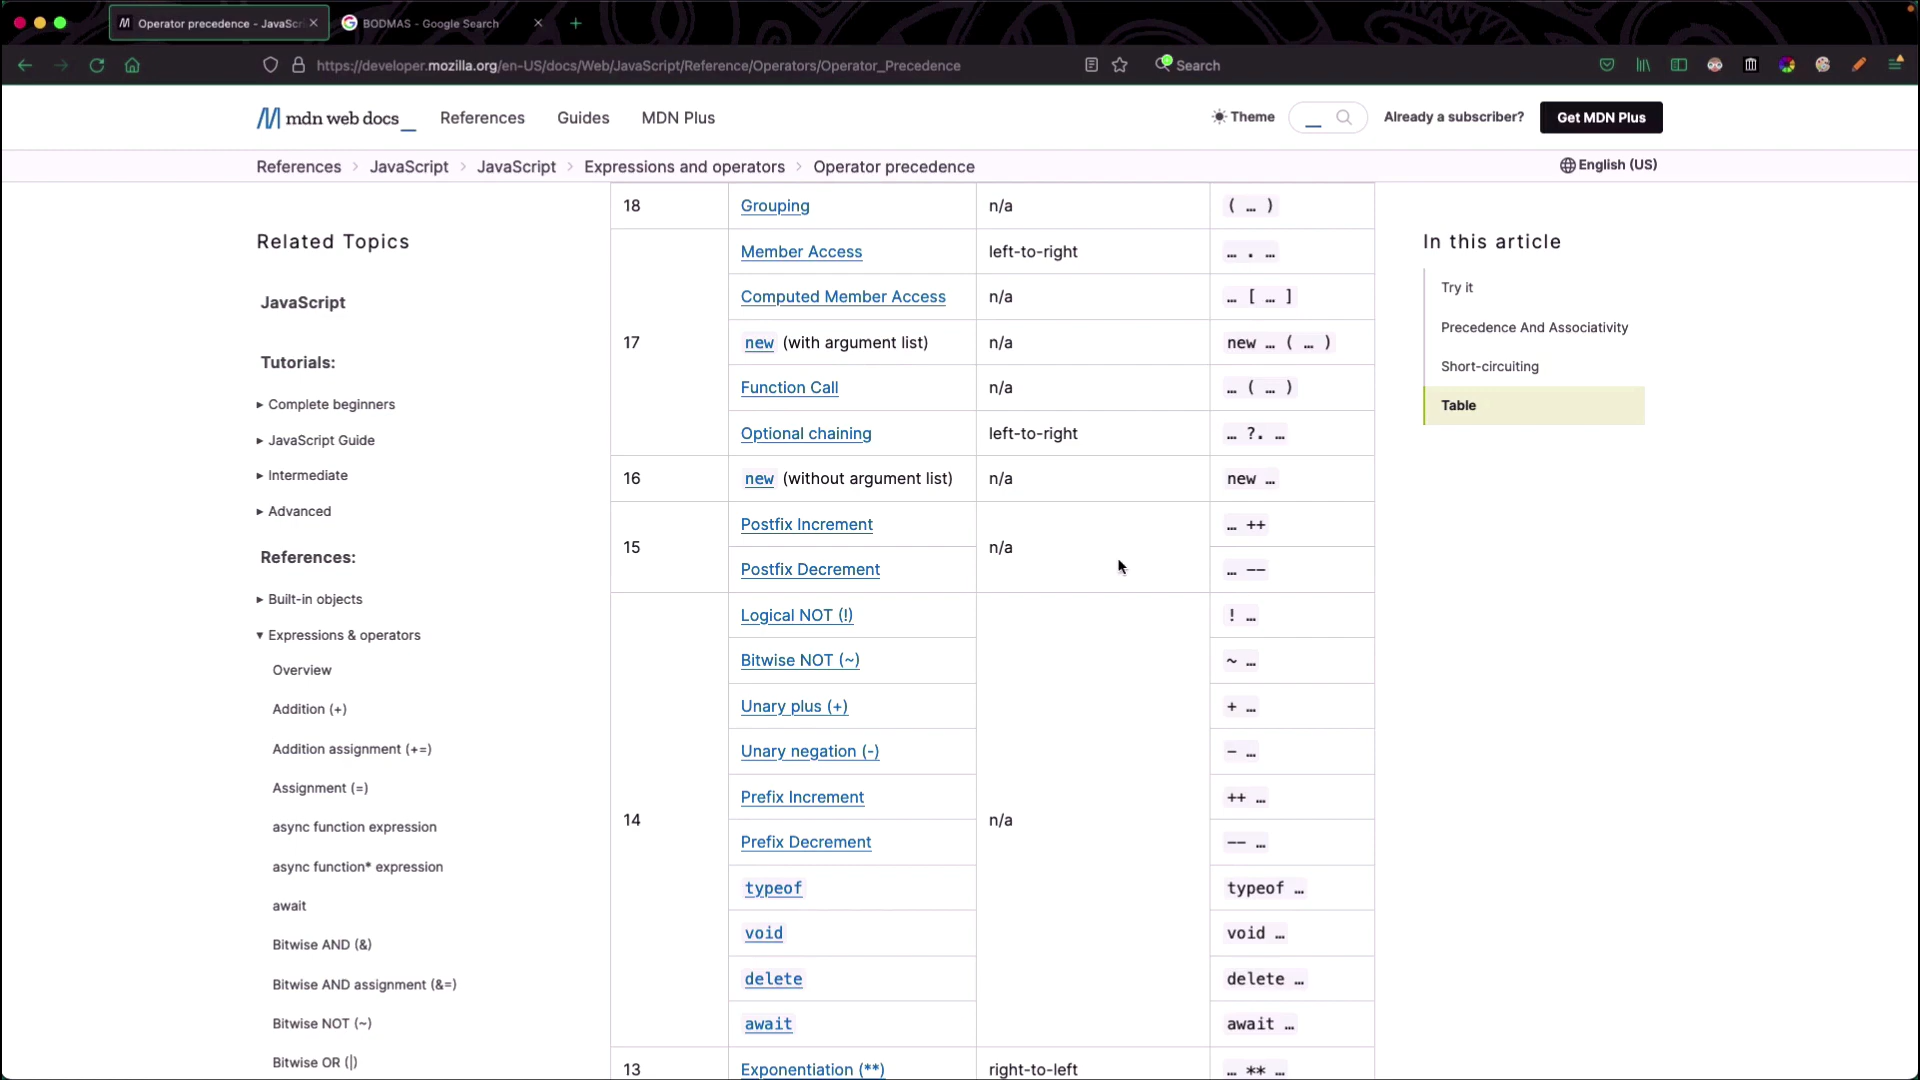 Operator precedence - JavaScri
BODMAS - Google Search
https://developer.mozilla.org/en-US/docs/Web/JavaScript/Reference/Operators/Operator_Precedence
Search
mdn web docs_
References
Guides
MDN Plus
Theme
Already a subscriber?
Get MDN Plus
References > JavaScript > JavaScript > Expressions and operators > Operator precedence
English (US)
Related Topics
JavaScript
Tutorials:
▸ Complete beginners
▸ JavaScript Guide
▸ Intermediate
▸ Advanced
References:
▸ Built-in objects
▾ Expressions & operators
Overview
Addition (+)
Addition assignment (+=)
Assignment (=)
async function expression
async function* expression
await
Bitwise AND (&)
Bitwise AND assignment (&=)
Bitwise NOT (~)
Bitwise OR (|)
18 Grouping n/a ( … )
17 Member Access left-to-right … . …
Computed Member Access n/a … [ … ]
new (with argument list) n/a new … ( … )
Function Call n/a … ( … )
Optional chaining left-to-right … ?. …
16 new (without argument list) n/a new …
15 Postfix Increment n/a … ++
Postfix Decrement … --
14 Logical NOT (!) n/a ! …
Bitwise NOT (~) ~ …
Unary plus (+) + …
Unary negation (-) - …
Prefix Increment ++ …
Prefix Decrement -- …
typeof typeof …
void void …
delete delete …
await await …
13 Exponentiation (**) right-to-left … ** …
In this article
Try it
Precedence And Associativity
Short-circuiting
Table